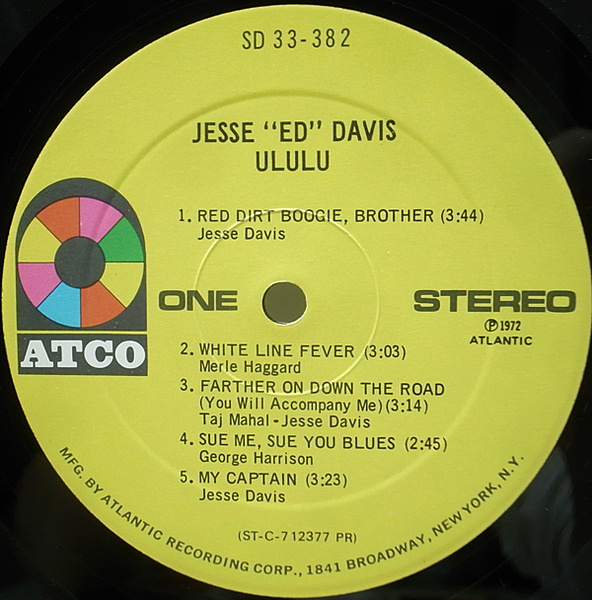 SD 33-382
JESSE “ED” DAVIS
ULULU
1. RED DIRT BOOGIE, BROTHER (3:44)
Jesse Davis
ONE
STEREO
℗ 1972
ATLANTIC
ATCO
2. WHITE LINE FEVER (3:03)
Merle Haggard
3. FARTHER ON DOWN THE ROAD
(You Will Accompany Me) (3:14)
Taj Mahal - Jesse Davis
4. SUE ME, SUE YOU BLUES (2:45)
George Harrison
5. MY CAPTAIN (3:23)
Jesse Davis
(ST-C-712377 PR)
MFG. BY ATLANTIC RECORDING CORP., 1841 BROADWAY, NEW YORK, N.Y.